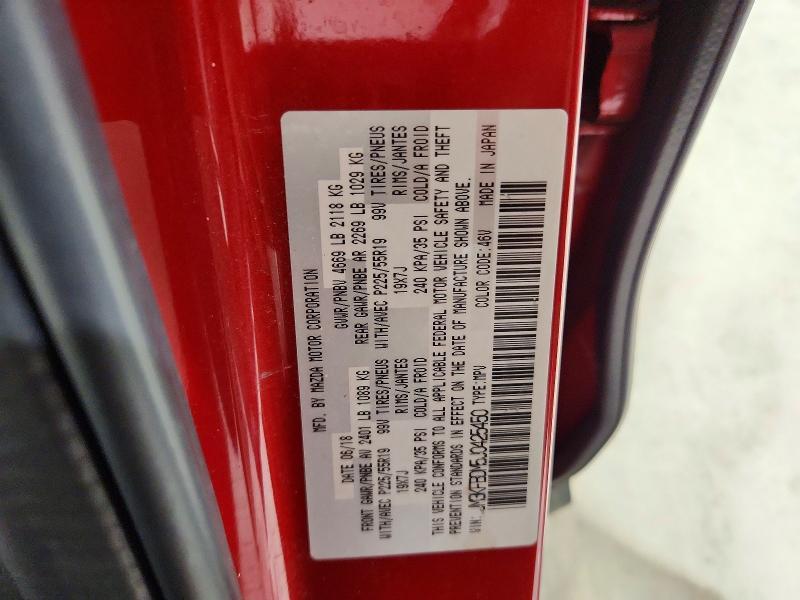 MFD. BY MAZDA MOTOR CORPORATION
DATE 06/18 GVWR/PNBV 4669 LB 2118 KG
FRONT GAWR/PNBE AV 2401 LB 1089 KG REAR GAWR/PNBE AR 2269 LB 1029 KG
WITH/AVEC P225/55R19 99V TIRES/PNEUS WITH/AVEC P225/55R19 99V TIRES/PNEUS
19X7J RIMS/JANTES 19X7J RIMS/JANTES
240 KPA/35 PSI COLD/A FROID 240 KPA/35 PSI COLD/A FROID
THIS VEHICLE CONFORMS TO ALL APPLICABLE FEDERAL MOTOR VEHICLE SAFETY AND THEFT
PREVENTION STANDARDS IN EFFECT ON THE DATE OF MANUFACTURE SHOWN ABOVE.
VIN: TYPE:MPV COLOR CODE:46V MADE IN JAPAN